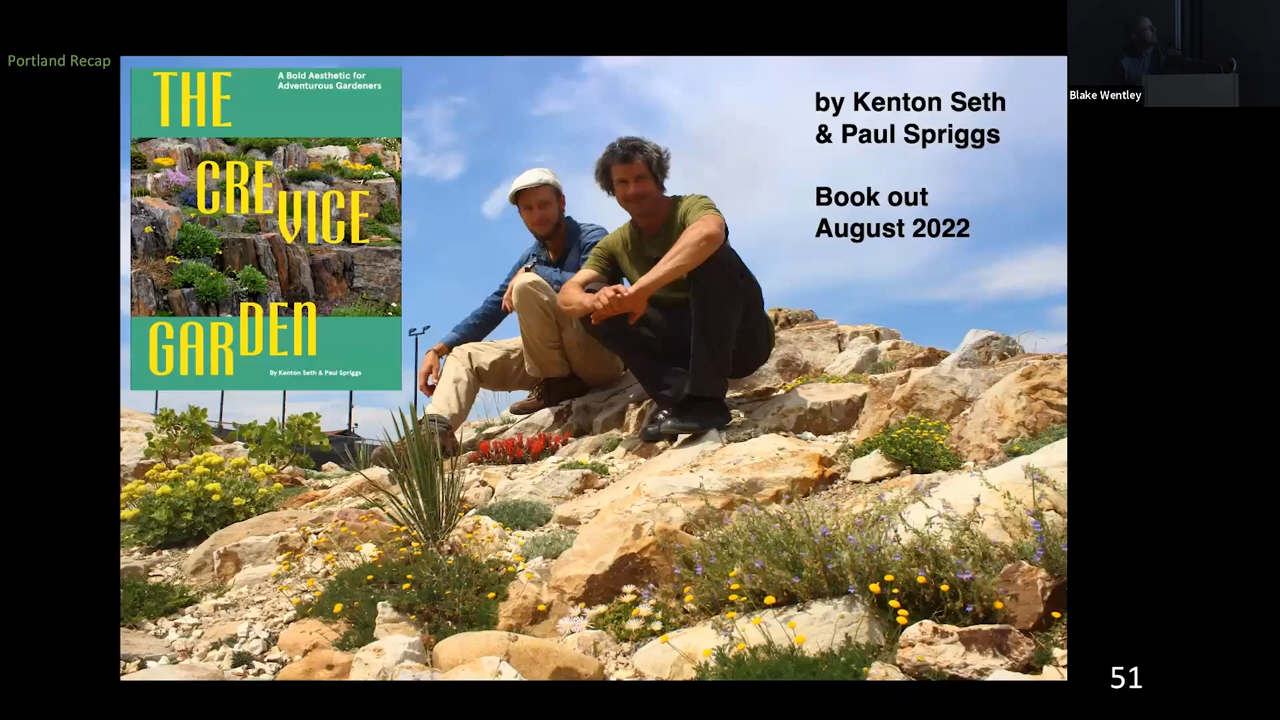 Portland Recap
THE
CREVICE
GARDEN
A Bold Aesthetic for
Adventurous Gardeners
By Kenton Seth & Paul Spriggs
by Kenton Seth
& Paul Spriggs
Book out
August 2022
Blake Wentley
51